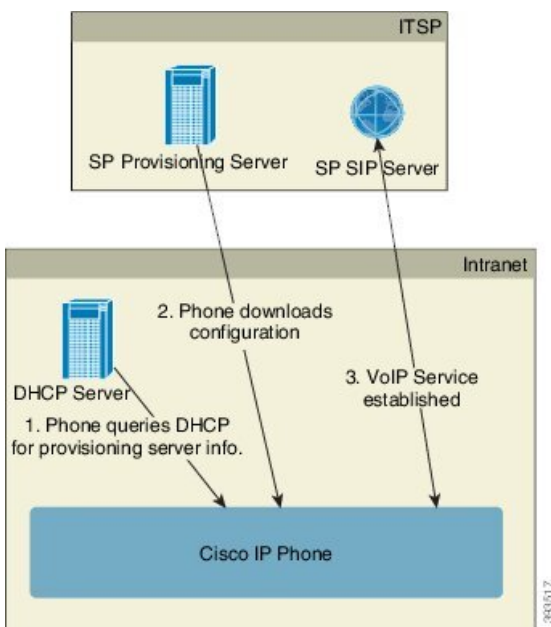 ITSP
SP Provisioning Server
SP SIP Server
Intranet
2. Phone downloads
configuration
DHCP Server
3. VoIP Service
established
1. Phone queries DHCP
for provisioning server info.
Cisco IP Phone
393517